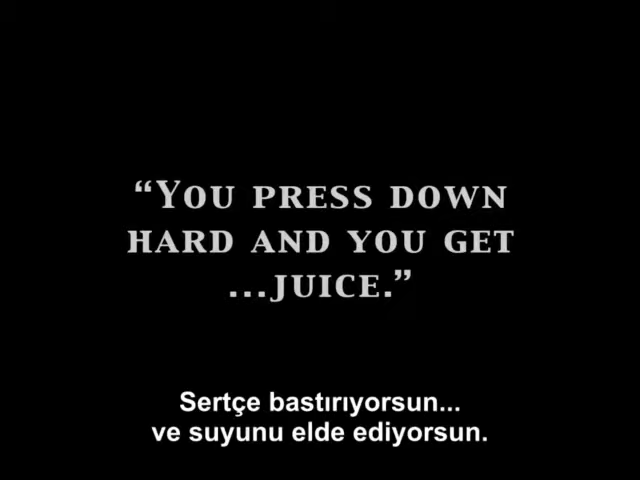 “You press down
hard and you get
...juice.”
Sertçe bastırıyorsun...
ve suyunu elde ediyorsun.